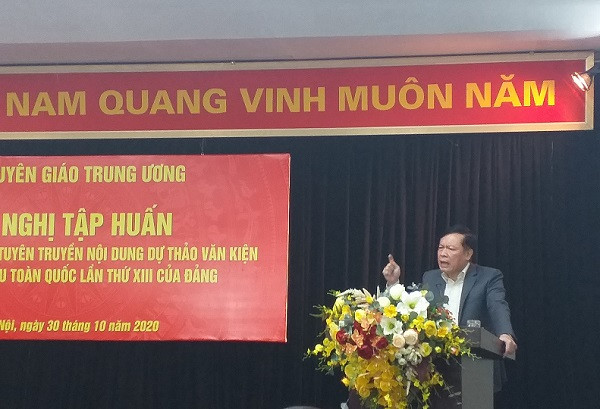 NAM QUANG VINH MUÔN NĂM
UYÊN GIÁO TRUNG ƯƠNG
NGHỊ TẬP HUẤN
TUYÊN TRUYỀN NỘI DUNG DỰ THẢO VĂN KIỆN
U TOÀN QUỐC LẦN THỨ XIII CỦA ĐẢNG
Nội, ngày 30 tháng 10 năm 2020